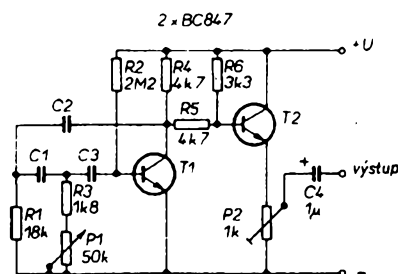 2 x BC847
+U
R2
2M2
R4
4k7
R6
3k3
C2
R5
4k7
T2
C1
C3
T1
R3
1k8
R1
18k
P1
50k
P2
1k
+
C4
1µ
výstup
–